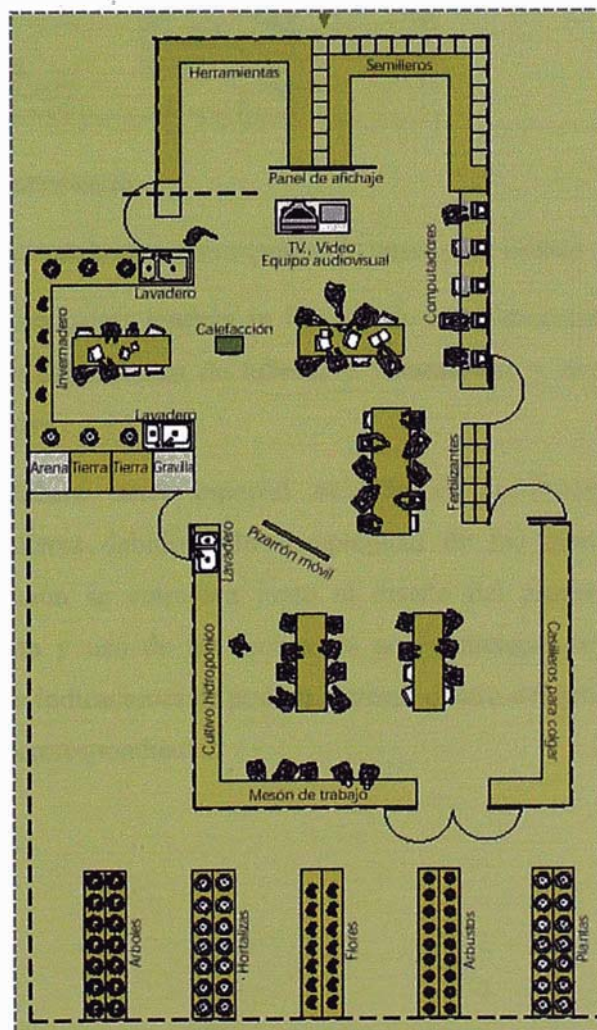 Herramientas
Semilleros
Panel de afichaje
TV., Video
Equipo audiovisual
Computadores
Lavadero
Calefacción
Invernadero
Lavadero
Arena
Tierra
Tierra
Gravilla
Fertilizantes
Lavadero
Pizarrón móvil
Cultivo hidropónico
Casilleros para colgar
Mesón de trabajo
Arboles
Hortalizas
Flores
Arbustos
Plantas